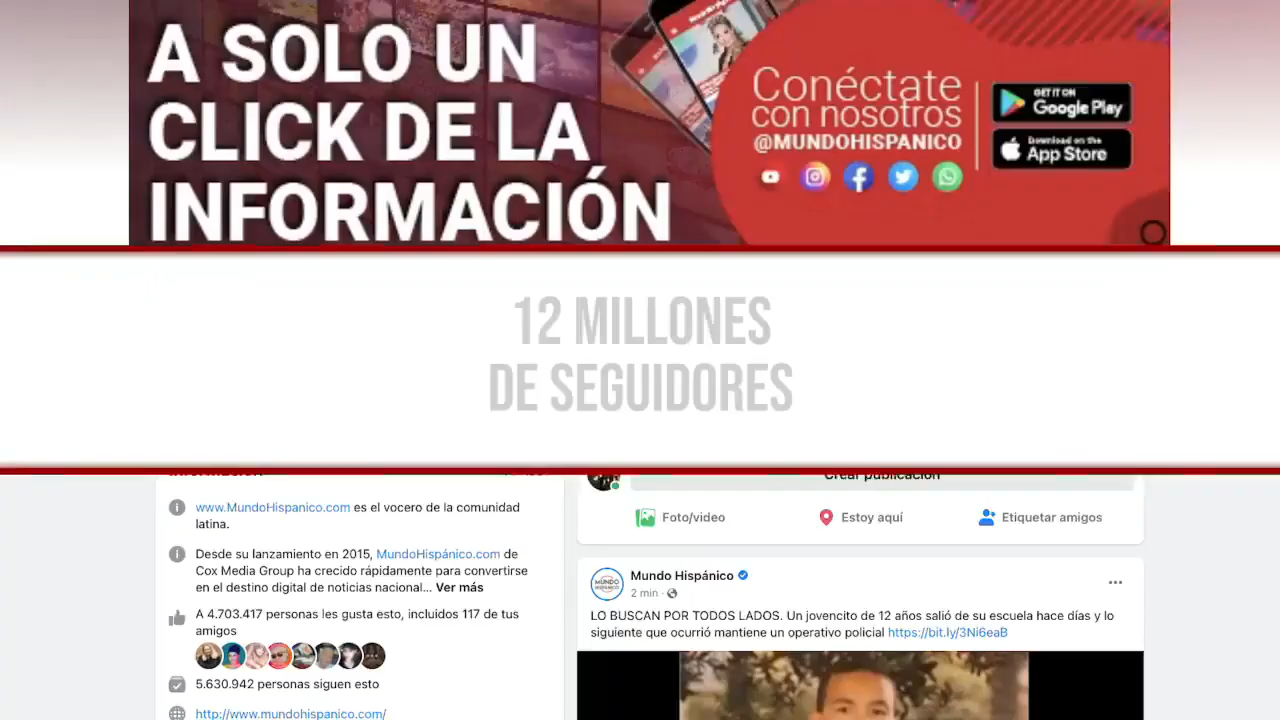 A SOLO UN
CLICK DE LA
INFORMACIÓN
Conéctate
con nosotros
@MUNDOHISPANICO
GET IT ON
Google Play
Download on the
App Store
12 MILLONES
DE SEGUIDORES
www.MundoHispanico.com es el vocero de la comunidad
latina.
Desde su lanzamiento en 2015, MundoHispánico.com de
Cox Media Group ha crecido rápidamente para convertirse
en el destino digital de noticias nacional... Ver más
A 4.703.417 personas les gusta esto, incluidos 117 de tus
amigos
5.630.942 personas siguen esto
http://www.mundohispanico.com/
Crear publicación
Foto/video
Estoy aquí
Etiquetar amigos
MUNDO
HISPÁNICO
Mundo Hispánico
2 min ·
LO BUSCAN POR TODOS LADOS. Un jovencito de 12 años salió de su escuela hace días y lo
siguiente que ocurrió mantiene un operativo policial https://bit.ly/3Ni6eaB